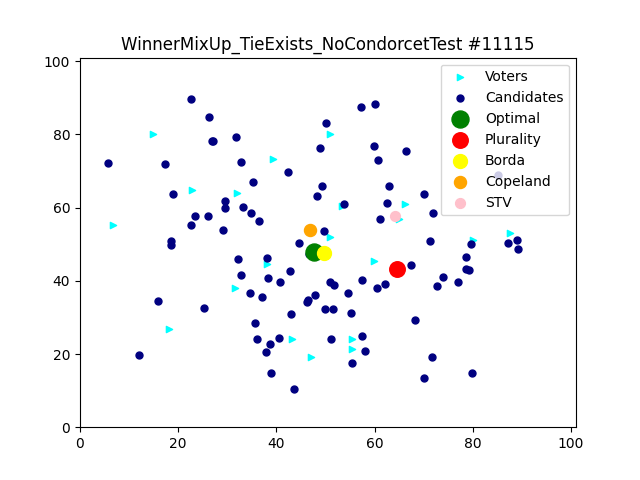 WinnerMixUp_TieExists_NoCondorcetTest #11115
100
80
60
40
20
0
0 20 40 60 80 100
Voters
Candidates
Optimal
Plurality
Borda
Copeland
STV